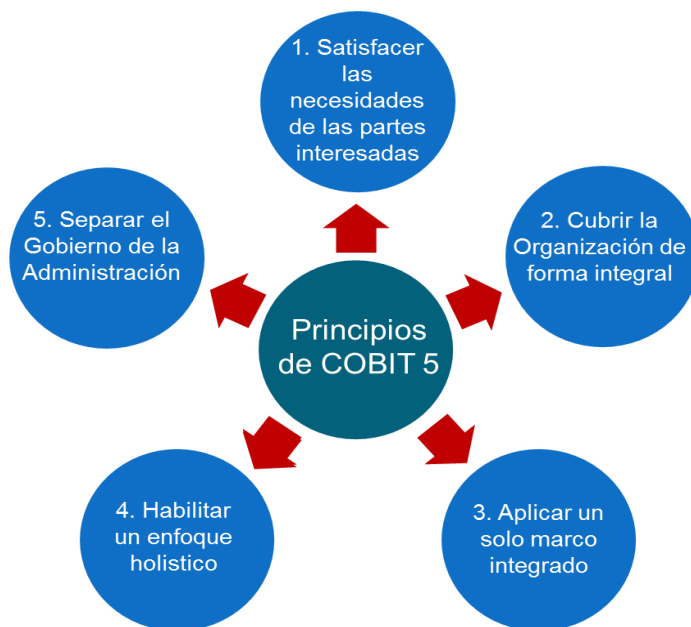 1. Satisfacer
las
necesidades
de las partes
interesadas
2. Cubrir la
Organización de
forma integral
3. Aplicar un
solo marco
integrado
4. Habilitar
un enfoque
holistico
5. Separar el
Gobierno de la
Administración
Principios
de COBIT 5